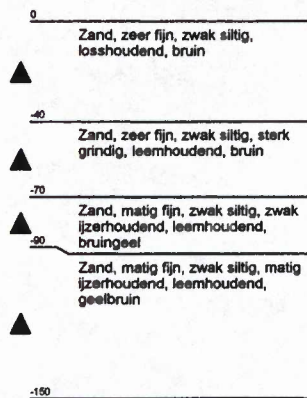 0
Zand, zeer fijn, zwak siltig,
losshoudend, bruin
-40
Zand, zeer fijn, zwak siltig, sterk
grindig, leemhoudend, bruin
-70
Zand, matig fijn, zwak siltig, zwak
ijzerhoudend, leemhoudend,
bruingeel
-90
Zand, matig fijn, zwak siltig, matig
ijzerhoudend, leemhoudend,
geelbruin
-150